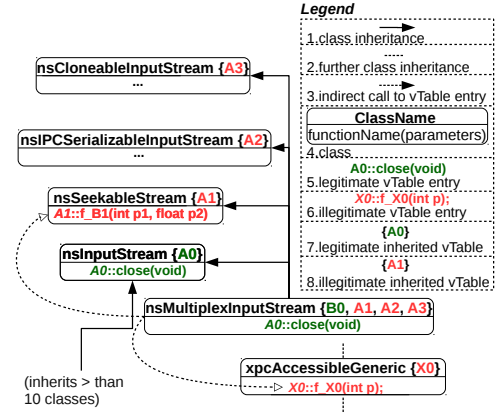 Legend
1.class inheritance
2.further class inheritance
3.indirect call to vTable entry
ClassName
functionName(parameters)
4.class
A0::close(void)
5.legitimate vTable entry
X0::f_X0(int p);
6.illegitimate vTable entry
{A0}
7.legitimate inherited vTable
{A1}
8.illegitimate inherited vTable
nsCloneableInputStream {A3}
...
nsIPCSerializableInputStream {A2}
...
nsSeekableStream {A1}
A1::f_B1(int p1, float p2)
nsInputStream {A0}
A0::close(void)
nsMultiplexInputStream {B0, A1, A2, A3}
A0::close(void)
xpcAccessibleGeneric {X0}
X0::f_X0(int p);
(inherits > than
10 classes)